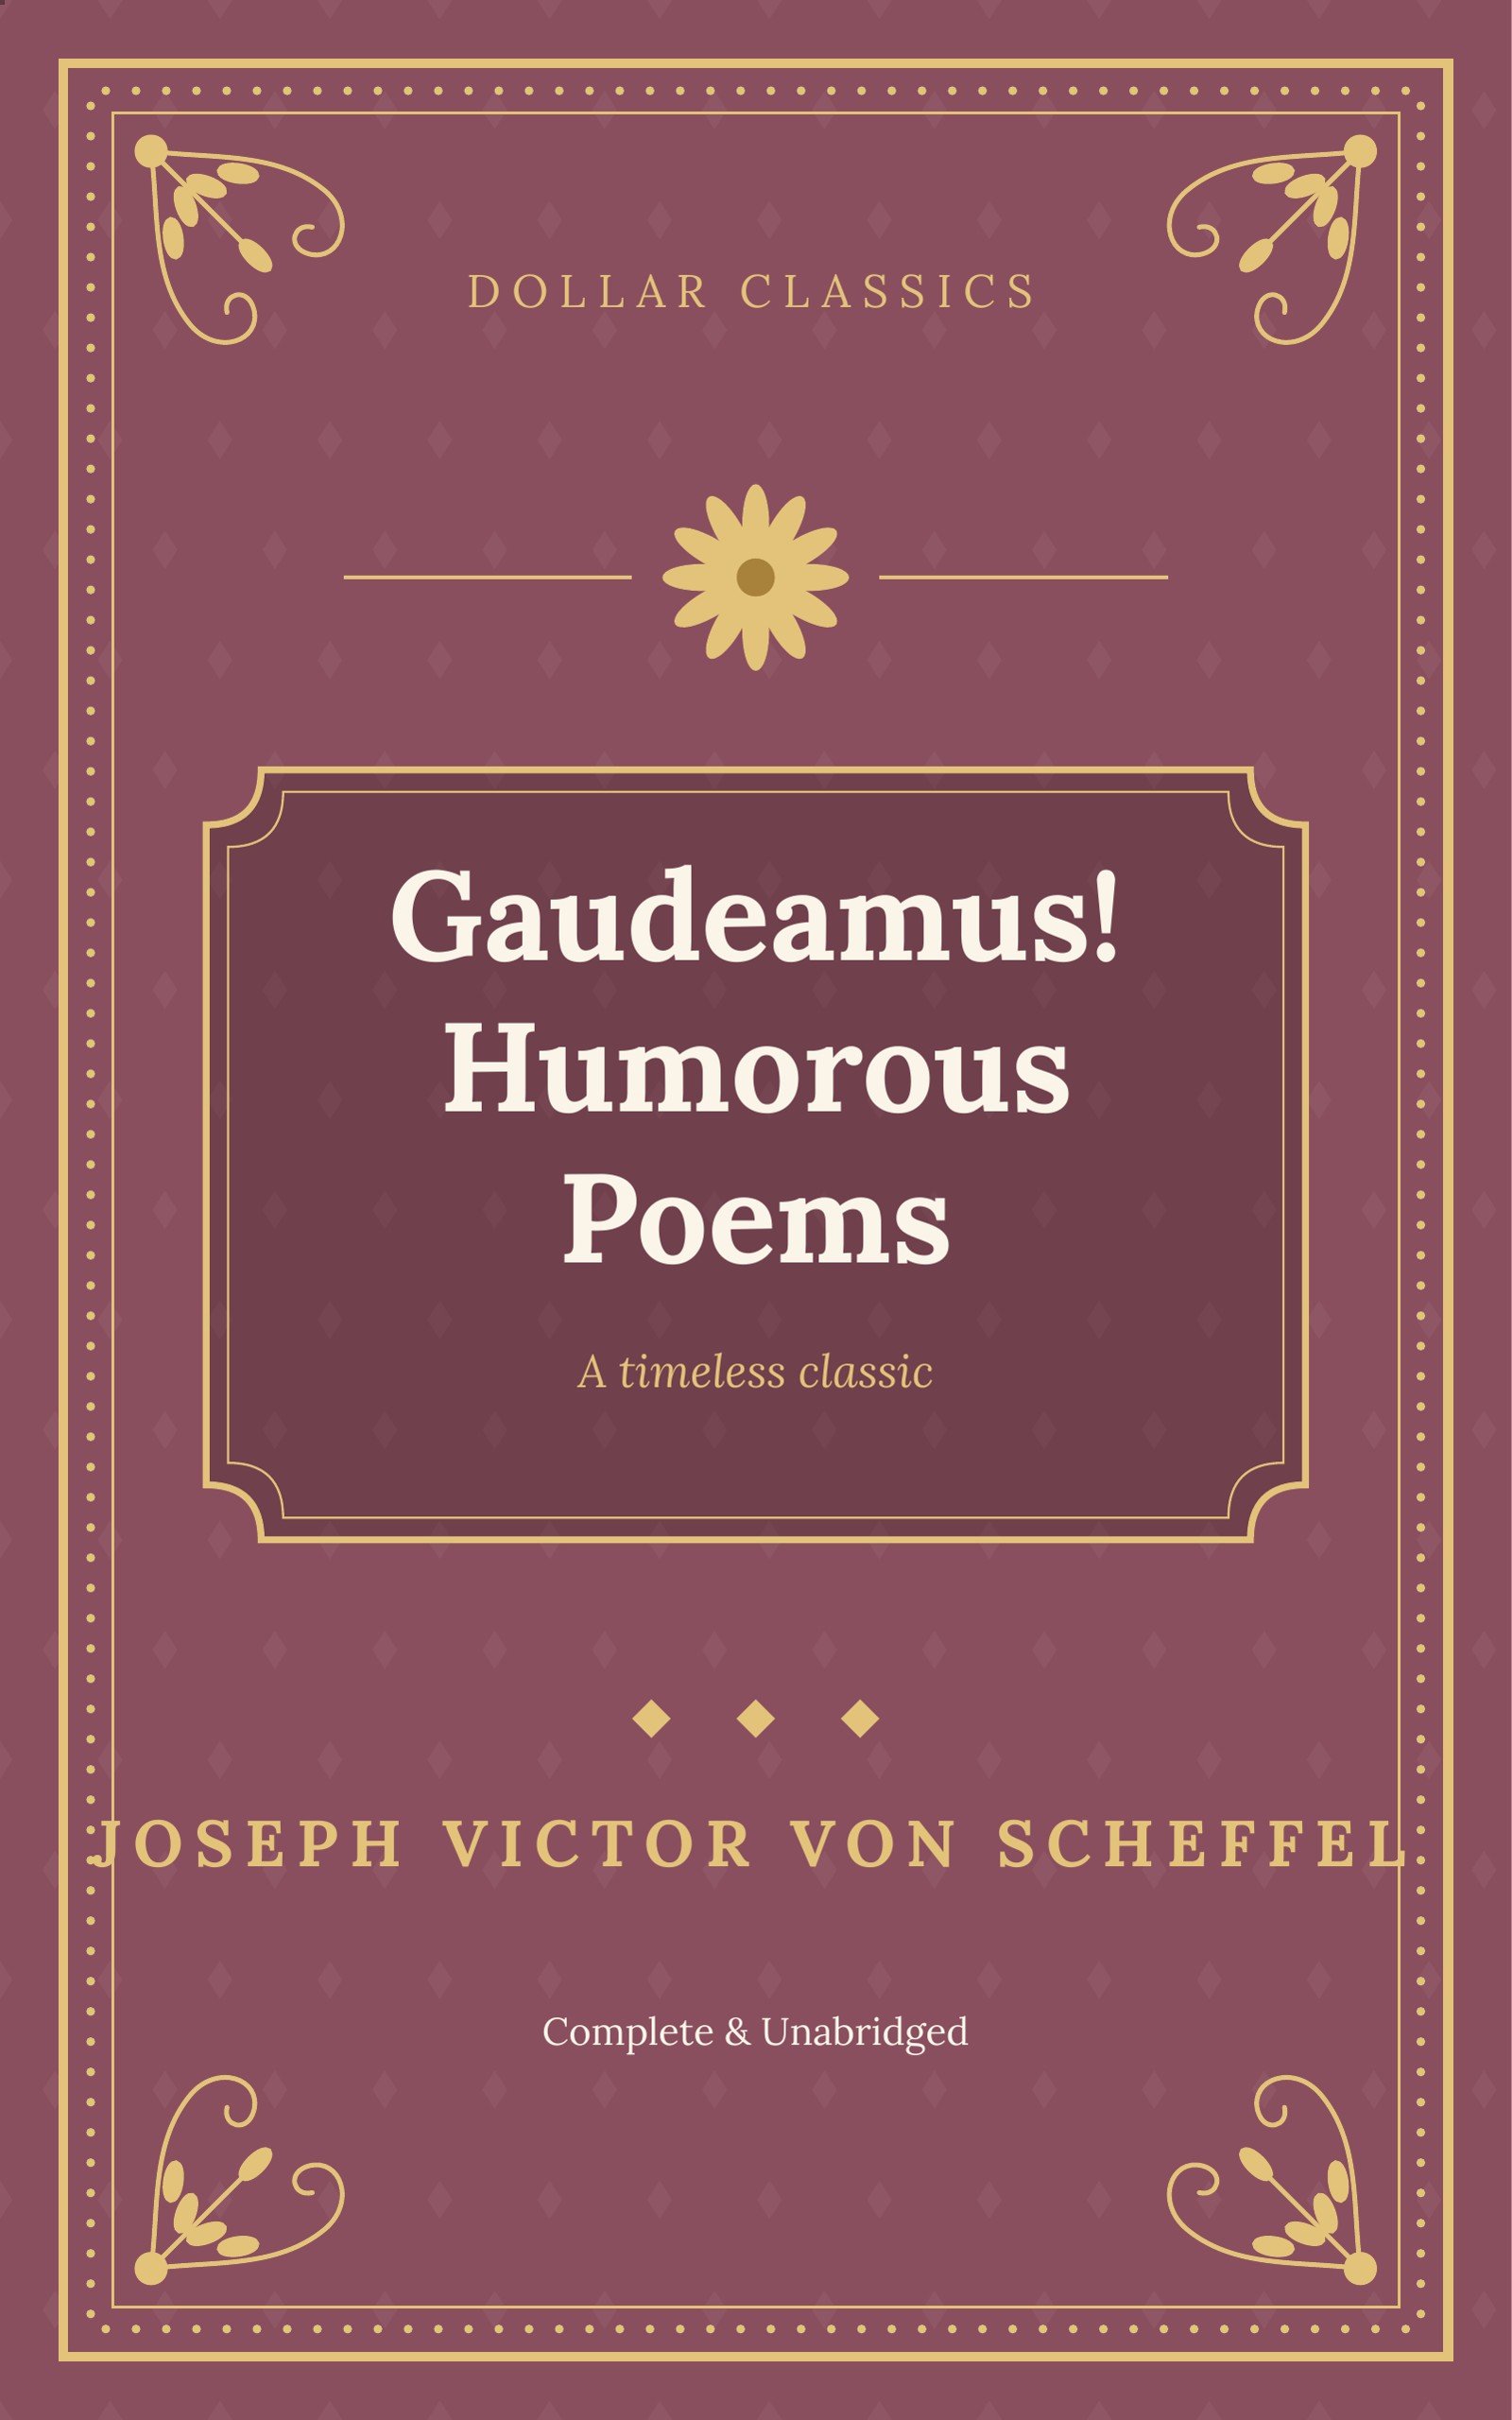 DOLLAR CLASSICS
Gaudeamus!
Humorous
Poems
A timeless classic
JOSEPH VICTOR VON SCHEFFEL
Complete & Unabridged